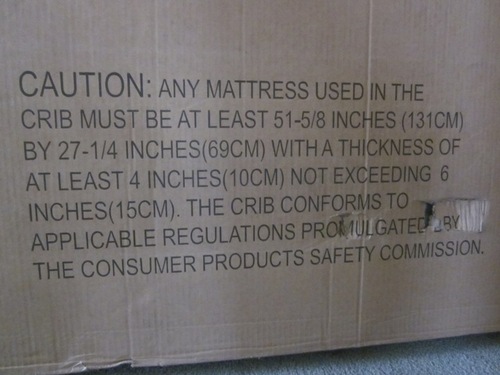 CAUTION: ANY MATTRESS USED IN THE
CRIB MUST BE AT LEAST 51-5/8 INCHES (131CM)
BY 27-1/4 INCHES(69CM) WITH A THICKNESS OF
AT LEAST 4 INCHES(10CM) NOT EXCEEDING 6
INCHES(15CM). THE CRIB CONFORMS TO
APPLICABLE REGULATIONS PROMULGATED BY
THE CONSUMER PRODUCTS SAFETY COMMISSION.